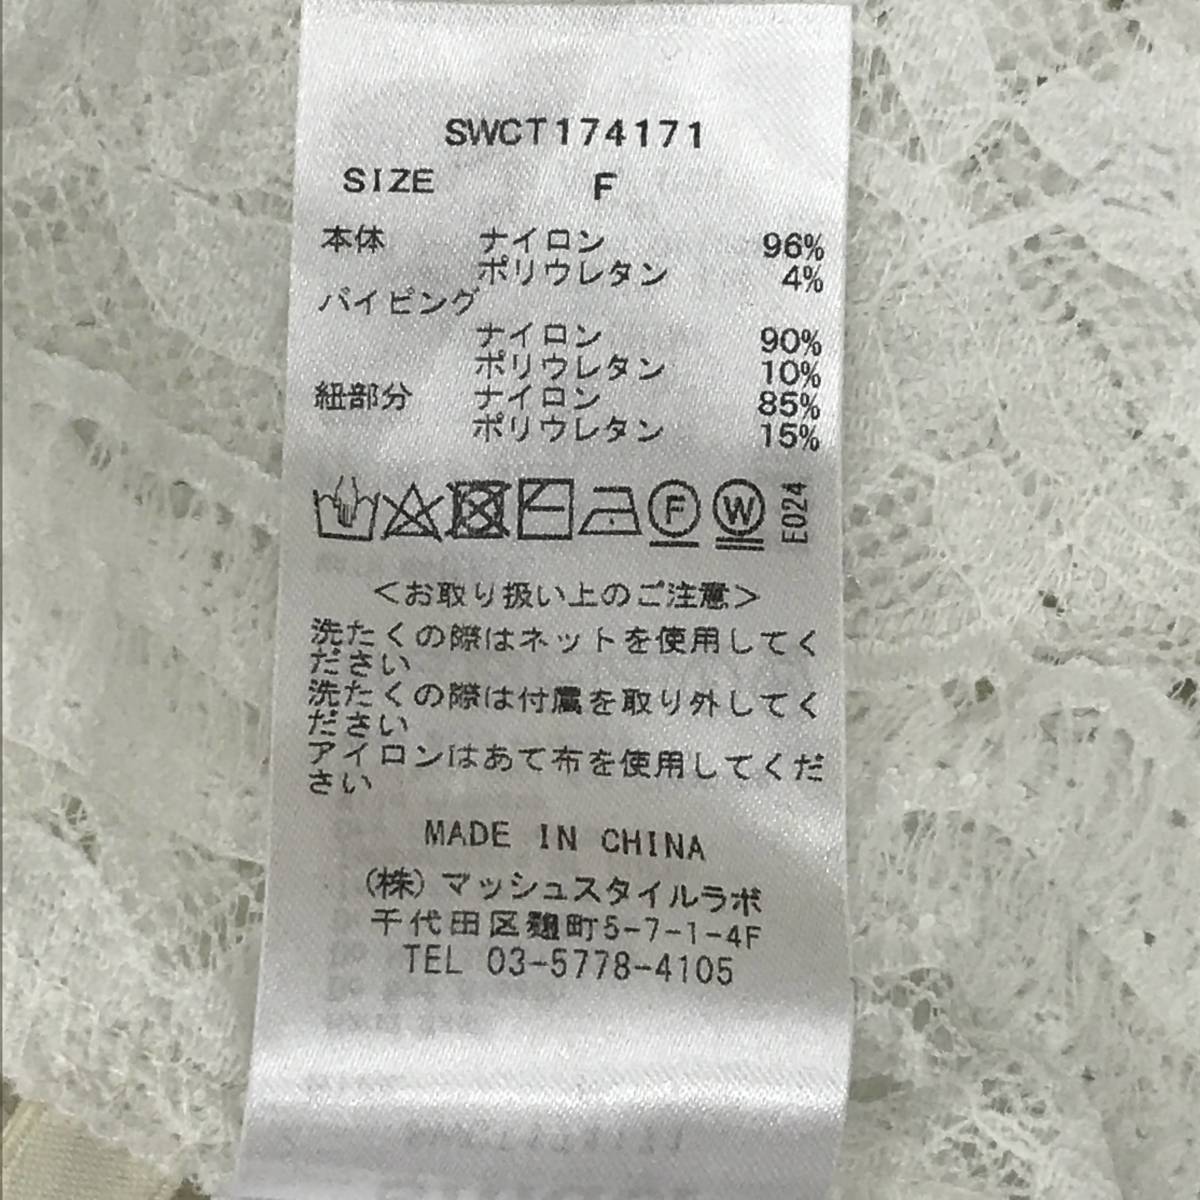 SWCT174171
SIZE F
本体 ナイロン 96%
ポリウレタン 4%
パイピング
ナイロン 90%
ポリウレタン 10%
紐部分 ナイロン 85%
ポリウレタン 15%
F W E024
<お取り扱い上のご注意>
洗たくの際はネットを使用してく
ださい
洗たくの際は付属を取り外してく
ださい
アイロンはあて布を使用してくだ
さい
MADE IN CHINA
(株)マッシュスタイルラボ
千代田区麹町5-7-1-4F
TEL 03-5778-4105